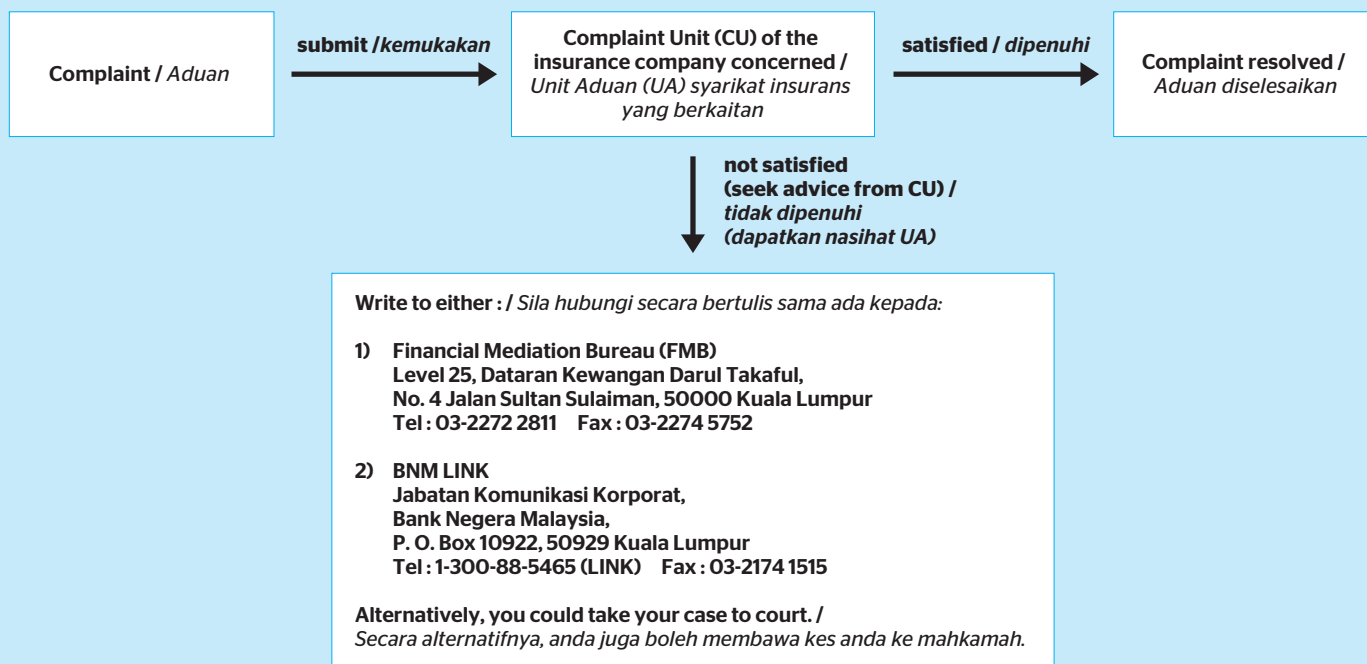 Complaint / Aduan
submit /kemukakan
Complaint Unit (CU) of the
insurance company concerned /
Unit Aduan (UA) syarikat insurans
yang berkaitan
satisfied / dipenuhi
Complaint resolved /
Aduan diselesaikan
not satisfied
(seek advice from CU) /
tidak dipenuhi
(dapatkan nasihat UA)
Write to either : / Sila hubungi secara bertulis sama ada kepada:
1) Financial Mediation Bureau (FMB)
Level 25, Dataran Kewangan Darul Takaful,
No. 4 Jalan Sultan Sulaiman, 50000 Kuala Lumpur
Tel : 03-2272 2811 Fax : 03-2274 5752
2) BNM LINK
Jabatan Komunikasi Korporat,
Bank Negera Malaysia,
P. O. Box 10922, 50929 Kuala Lumpur
Tel : 1-300-88-5465 (LINK) Fax : 03-2174 1515
Alternatively, you could take your case to court. /
Secara alternatifnya, anda juga boleh membawa kes anda ke mahkamah.